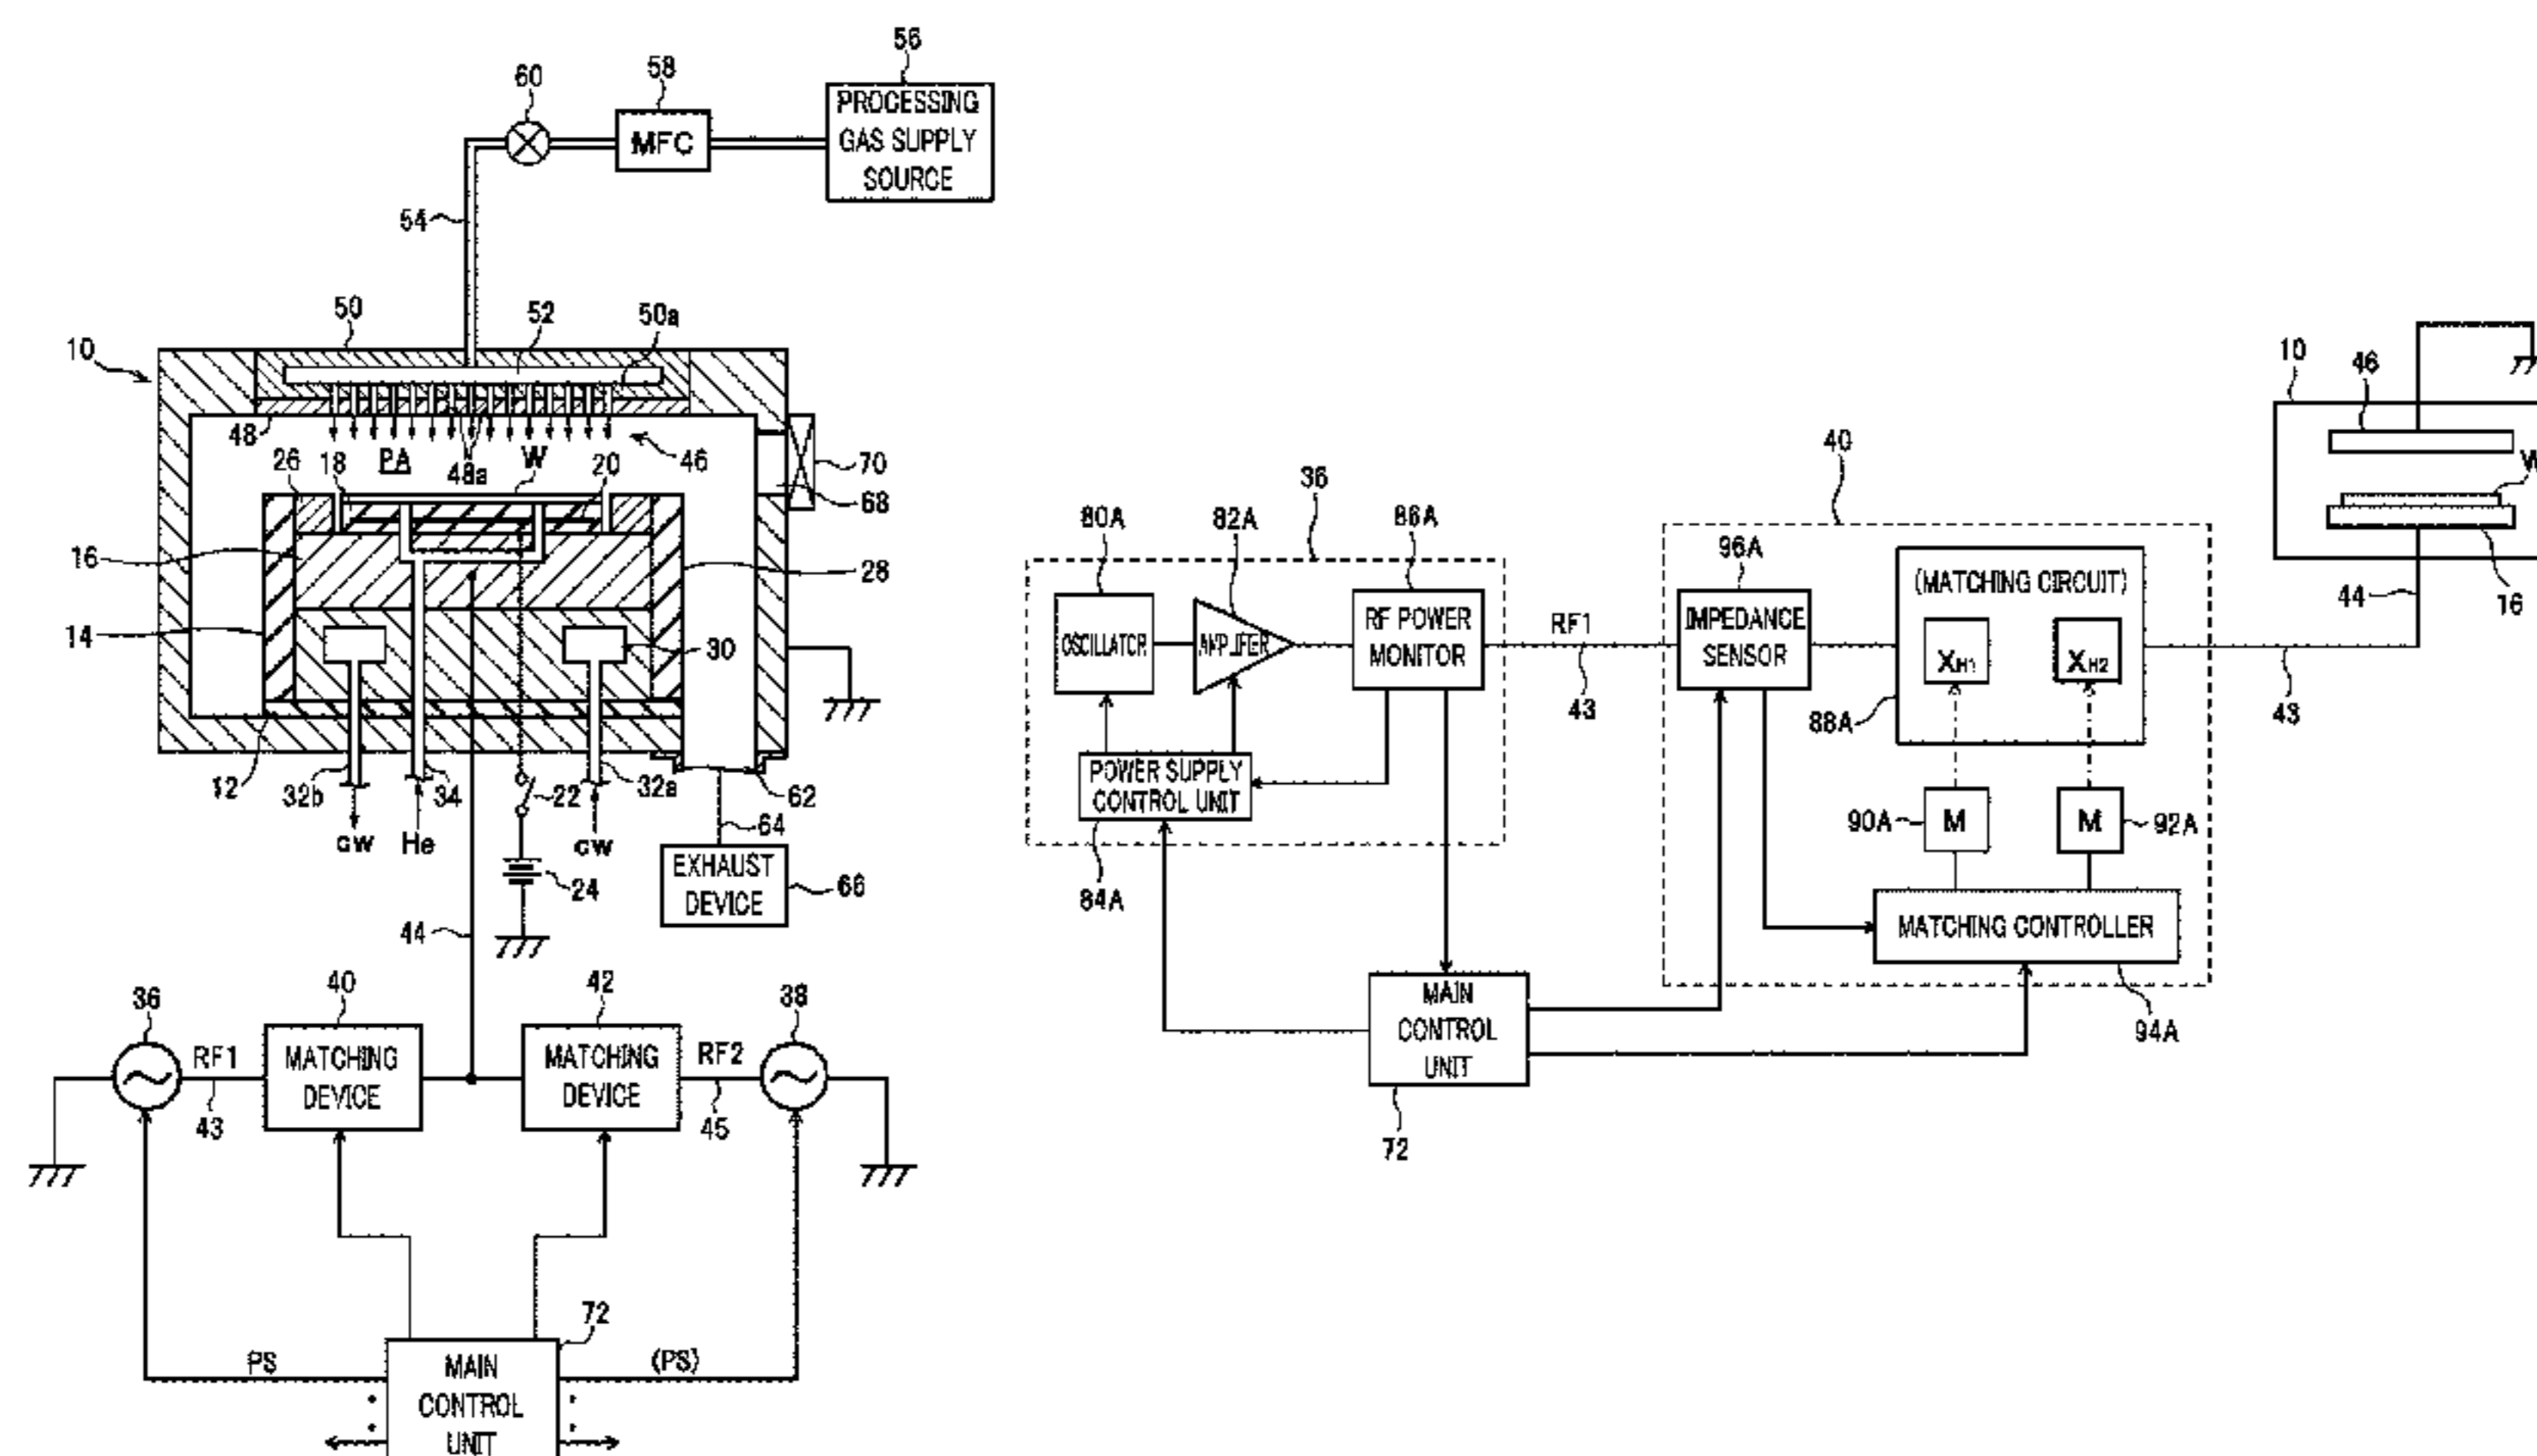 56
58
60
PROCESSING
GAS SUPPLY
SOURCE
MFC
54
50
52
50a
10
48
PA
48a
W
46
26
18
20
70
68
16
28
14
30
12
32b
34
22
32a
62
cw
He
cw
64
24
EXHAUST
DEVICE
66
44
36
40
42
38
RF1
MATCHING
DEVICE
MATCHING
DEVICE
RF2
43
45
72
PS
(PS)
MAIN
CONTROL
UNIT
36
40
80A
82A
86A
96A
OSCILLATOR
AMPLIFER
RF POWER
MONITOR
RF1
43
IMPEDANCE
SENSOR
(MATCHING CIRCUIT)
XH1
XH2
88A
43
POWER SUPPLY
CONTROL UNIT
84A
90A
M
M
92A
MATCHING CONTROLLER
94A
MAIN
CONTROL
UNIT
72
10
46
W
44
16